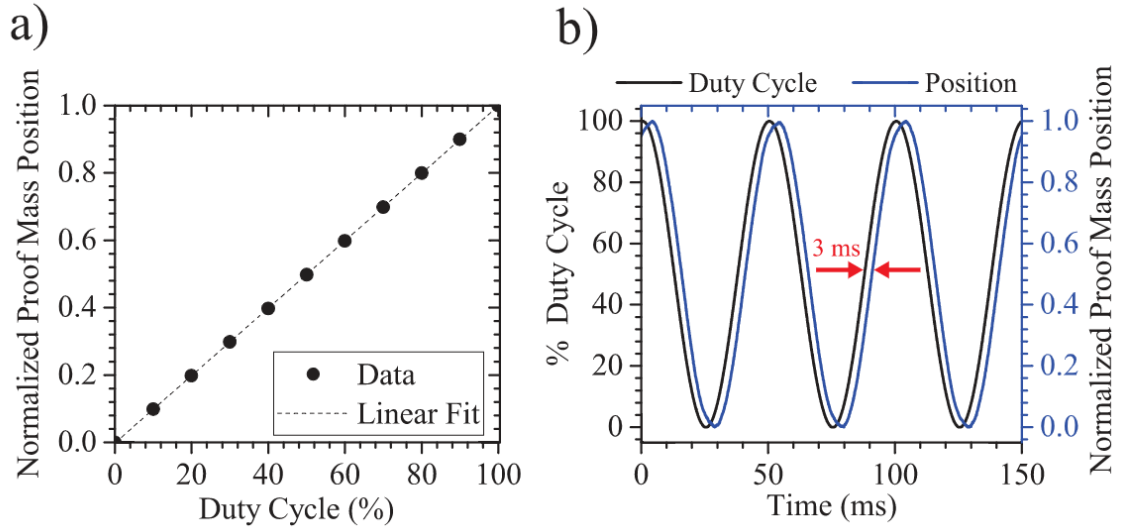 a)
Normalized Proof Mass Position
1.0
0.8
0.6
0.4
0.2
0.0
Data
Linear Fit
0 20 40 60 80 100
Duty Cycle (%)
b)
Duty Cycle Position
% Duty Cycle
100
80
60
40
20
0
3 ms
1.0
0.8
0.6
0.4
0.2
0.0
Normalized Proof Mass Position
0 50 100 150
Time (ms)